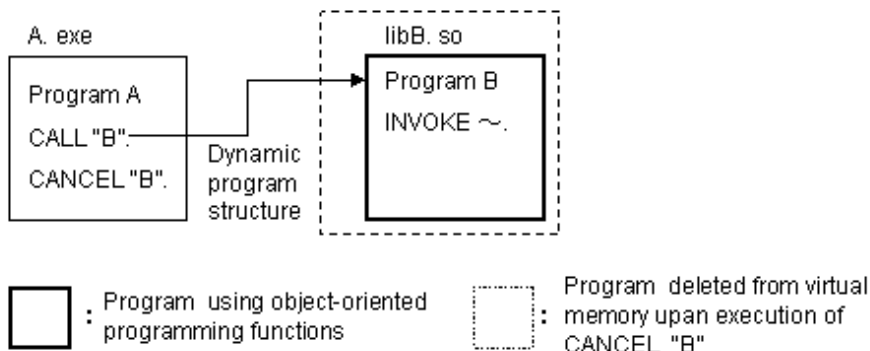 A. exe
Program A
CALL "B".
CANCEL "B".
Dynamic
program
structure
libB. so
Program B
INVOKE ～.
: Program using object-oriented
programming functions
: Program deleted from virtual
memory upan execution of
CANCEL "B"